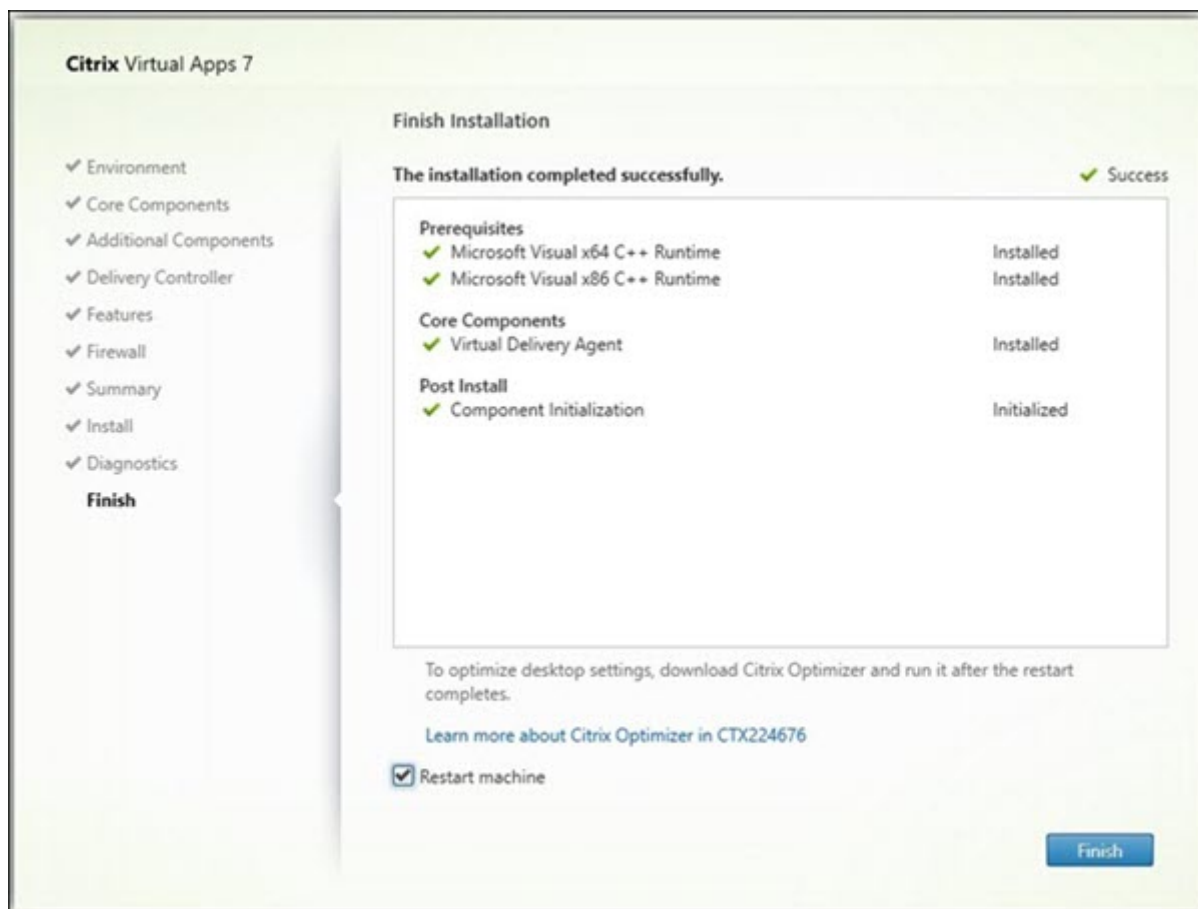 Citrix Virtual Apps 7
Finish Installation
Environment
Core Components
Additional Components
Delivery Controller
Features
Firewall
Summary
Install
Diagnostics
Finish
The installation completed successfully.
Success
Prerequisites
Microsoft Visual x64 C++ Runtime Installed
Microsoft Visual x86 C++ Runtime Installed
Core Components
Virtual Delivery Agent Installed
Post Install
Component Initialization Initialized
To optimize desktop settings, download Citrix Optimizer and run it after the restart
completes.
Learn more about Citrix Optimizer in CTX224676
Restart machine
Finish